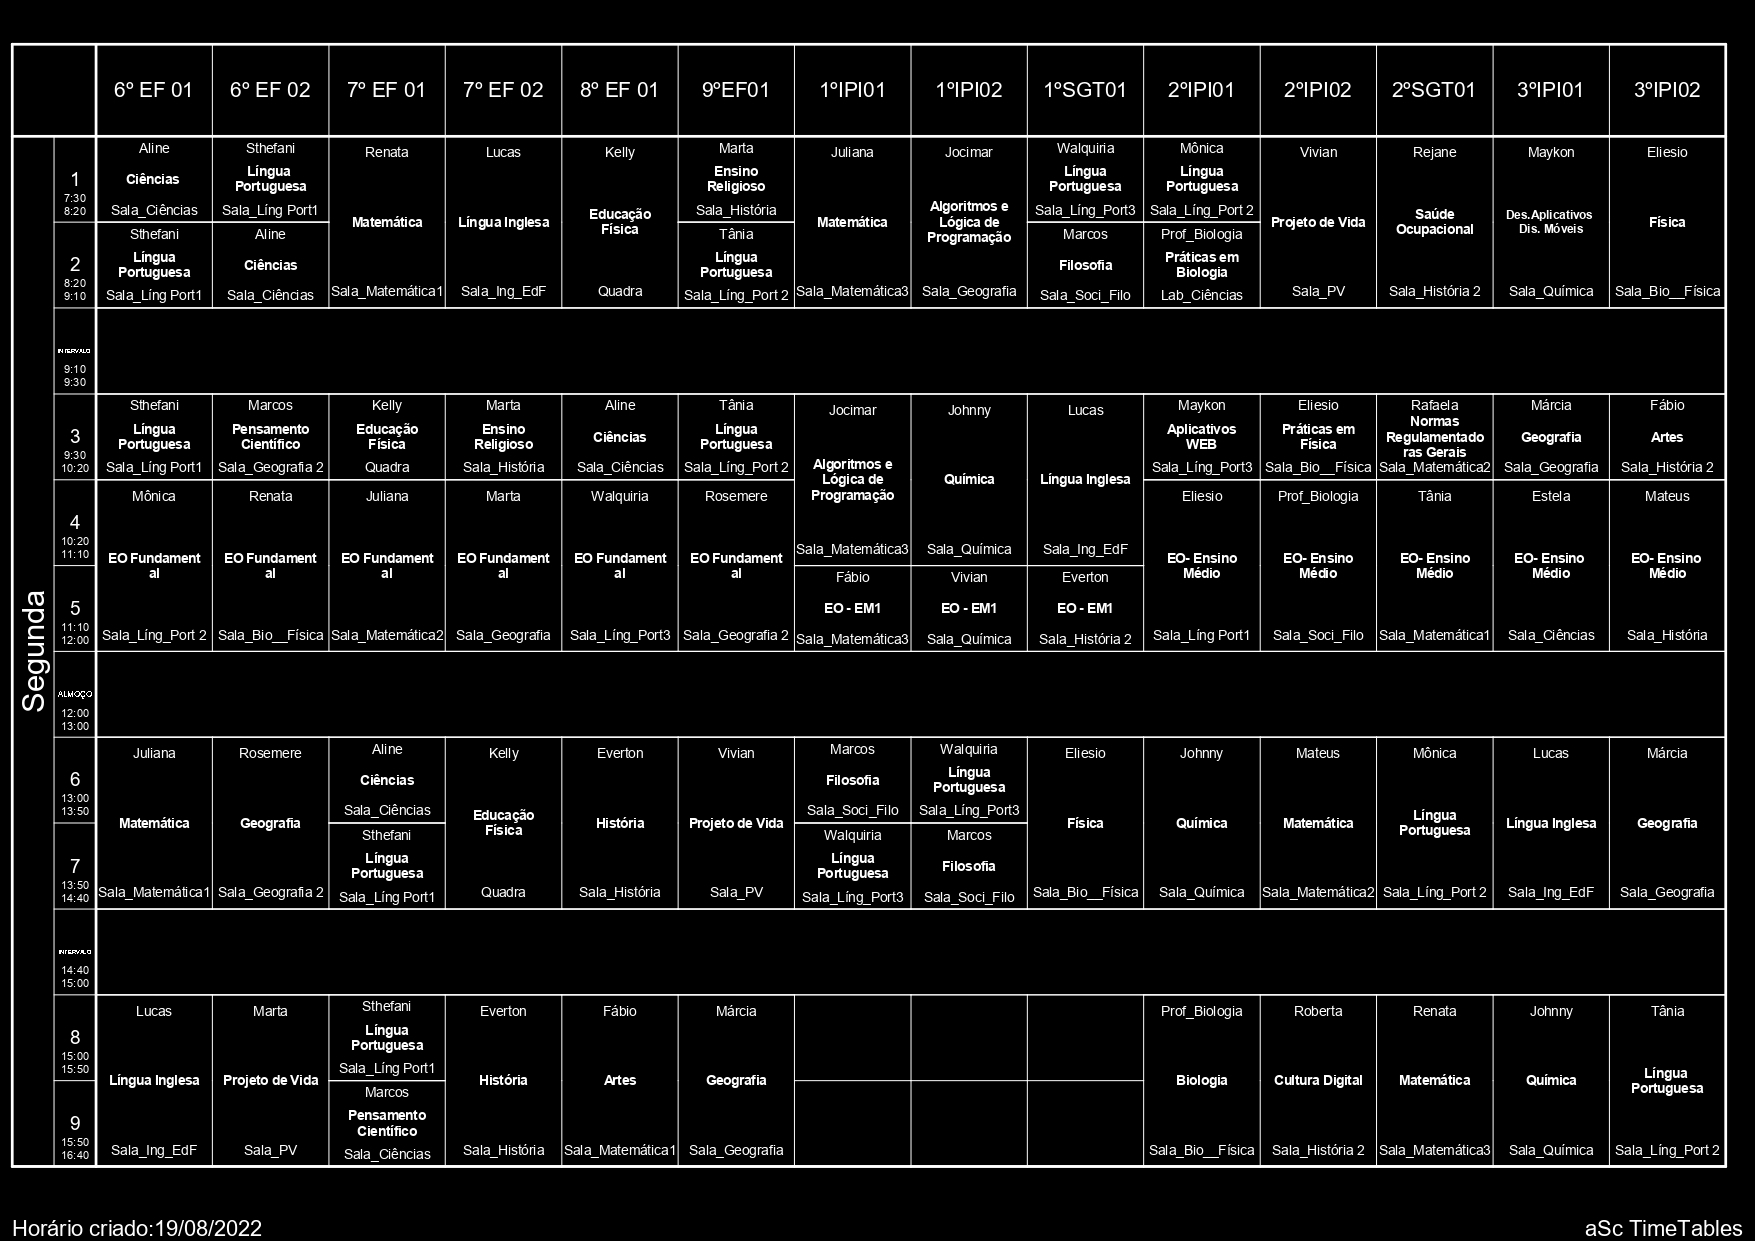 6º EF 01 6º EF 02 7º EF 01 7º EF 02 8º EF 01 9ºEF01 1ºIPI01 1ºIPI02 1ºSGT01 2ºIPI01 2ºIPI02 2ºSGT01 3ºIPI01 3ºIPI02
Segunda
1
7:30
8:20
Aline
Ciências
Sala_Ciências
Sthefani
Língua
Portuguesa
Sala_Líng Port1
Renata
Matemática
Sala_Matemática1
Lucas
Língua Inglesa
Sala_Ing_EdF
Kelly
Educação
Física
Quadra
Marta
Ensino
Religioso
Sala_História
Juliana
Matemática
Sala_Matemática3
Jocimar
Algoritmos e
Lógica de
Programação
Sala_Geografia
Walquiria
Língua
Portuguesa
Sala_Líng_Port3
Mônica
Língua
Portuguesa
Sala_Líng_Port 2
Vivian
Projeto de Vida
Sala_PV
Rejane
Saúde
Ocupacional
Sala_História 2
Maykon
Des.Aplicativos
Dis. Móveis
Sala_Química
Eliesio
Física
Sala_Bio__Física
2
8:20
9:10
Sthefani
Língua
Portuguesa
Sala_Líng Port1
Aline
Ciências
Sala_Ciências
Tânia
Língua
Portuguesa
Sala_Líng_Port 2
Marcos
Filosofia
Sala_Soci_Filo
Prof_Biologia
Práticas em
Biologia
Lab_Ciências
INTERVALO
9:10
9:30
3
9:30
10:20
Sthefani
Língua
Portuguesa
Sala_Líng Port1
Marcos
Pensamento
Científico
Sala_Geografia 2
Kelly
Educação
Física
Quadra
Marta
Ensino
Religioso
Sala_História
Aline
Ciências
Sala_Ciências
Tânia
Língua
Portuguesa
Sala_Líng_Port 2
Jocimar
Algoritmos e
Lógica de
Programação
Sala_Matemática3
Johnny
Química
Sala_Química
Lucas
Língua Inglesa
Sala_Ing_EdF
Maykon
Aplicativos
WEB
Sala_Líng_Port3
Eliesio
Práticas em
Física
Sala_Bio__Física
Rafaela
Normas
Regulamentado
ras Gerais
Sala_Matemática2
Márcia
Geografia
Sala_Geografia
Fábio
Artes
Sala_História 2
4
10:20
11:10
Mônica
EO Fundament
al
Sala_Líng_Port 2
Renata
EO Fundament
al
Sala_Bio__Física
Juliana
EO Fundament
al
Sala_Matemática2
Marta
EO Fundament
al
Sala_Geografia
Walquiria
EO Fundament
al
Sala_Líng_Port3
Rosemere
EO Fundament
al
Sala_Geografia 2
Eliesio
EO- Ensino
Médio
Sala_Líng Port1
Prof_Biologia
EO- Ensino
Médio
Sala_Soci_Filo
Tânia
EO- Ensino
Médio
Sala_Matemática1
Estela
EO- Ensino
Médio
Sala_Ciências
Mateus
EO- Ensino
Médio
Sala_História
5
11:10
12:00
Fábio
EO - EM1
Sala_Matemática3
Vivian
EO - EM1
Sala_Química
Everton
EO - EM1
Sala_História 2
ALMOÇO
12:00
13:00
6
13:00
13:50
Juliana
Matemática
Sala_Matemática1
Rosemere
Geografia
Sala_Geografia 2
Aline
Ciências
Sala_Ciências
Kelly
Educação
Física
Quadra
Everton
História
Sala_História
Vivian
Projeto de Vida
Sala_PV
Marcos
Filosofia
Sala_Soci_Filo
Walquiria
Língua
Portuguesa
Sala_Líng_Port3
Eliesio
Física
Sala_Bio__Física
Johnny
Química
Sala_Química
Mateus
Matemática
Sala_Matemática2
Mônica
Língua
Portuguesa
Sala_Líng_Port 2
Lucas
Língua Inglesa
Sala_Ing_EdF
Márcia
Geografia
Sala_Geografia
7
13:50
14:40
Sthefani
Língua
Portuguesa
Sala_Líng Port1
Walquiria
Língua
Portuguesa
Sala_Líng_Port3
Marcos
Filosofia
Sala_Soci_Filo
INTERVALO
14:40
15:00
8
15:00
15:50
Lucas
Língua Inglesa
Sala_Ing_EdF
Marta
Projeto de Vida
Sala_PV
Sthefani
Língua
Portuguesa
Sala_Líng Port1
Everton
História
Sala_História
Fábio
Artes
Sala_Matemática1
Márcia
Geografia
Sala_Geografia
Prof_Biologia
Biologia
Sala_Bio__Física
Roberta
Cultura Digital
Sala_História 2
Renata
Matemática
Sala_Matemática3
Johnny
Química
Sala_Química
Tânia
Língua
Portuguesa
Sala_Líng_Port 2
9
15:50
16:40
Marcos
Pensamento
Científico
Sala_Ciências
Horário criado:19/08/2022
aSc TimeTables